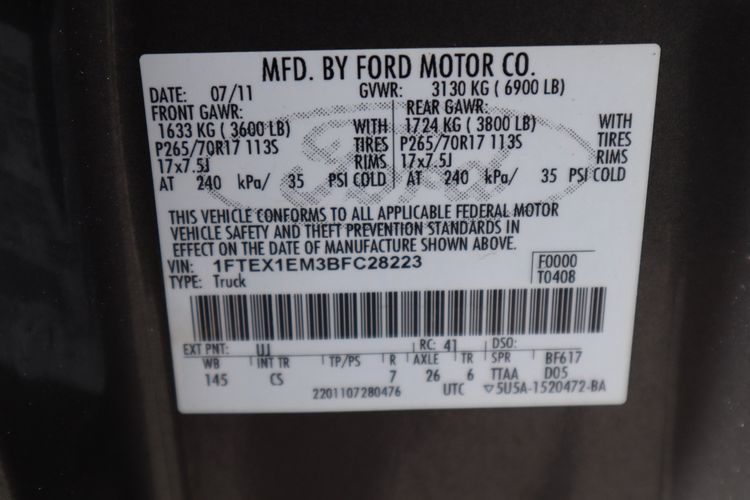 MFD. BY FORD MOTOR CO.
DATE: 07/11 GVWR: 3130 KG ( 6900 LB)
FRONT GAWR: REAR GAWR:
1633 KG ( 3600 LB) WITH 1724 KG ( 3800 LB) WITH
P265/70R17 113S TIRES P265/70R17 113S TIRES
17x7.5J RIMS 17x7.5J RIMS
AT 240 kPa/ 35 PSI COLD AT 240 kPa/ 35 PSI COLD
Ford
THIS VEHICLE CONFORMS TO ALL APPLICABLE FEDERAL MOTOR
VEHICLE SAFETY AND THEFT PREVENTION STANDARDS IN
EFFECT ON THE DATE OF MANUFACTURE SHOWN ABOVE.
VIN: 1FTEX1EM3BFC28223 F0000
TYPE: Truck T0408
EXT PNT: UJ RC: 41 DSO:
WB INT TR TP/PS R AXLE TR SPR BF617
145 CS 7 26 6 TTAA D05
2201107280476 UTC ▽5U5A-1520472-BA